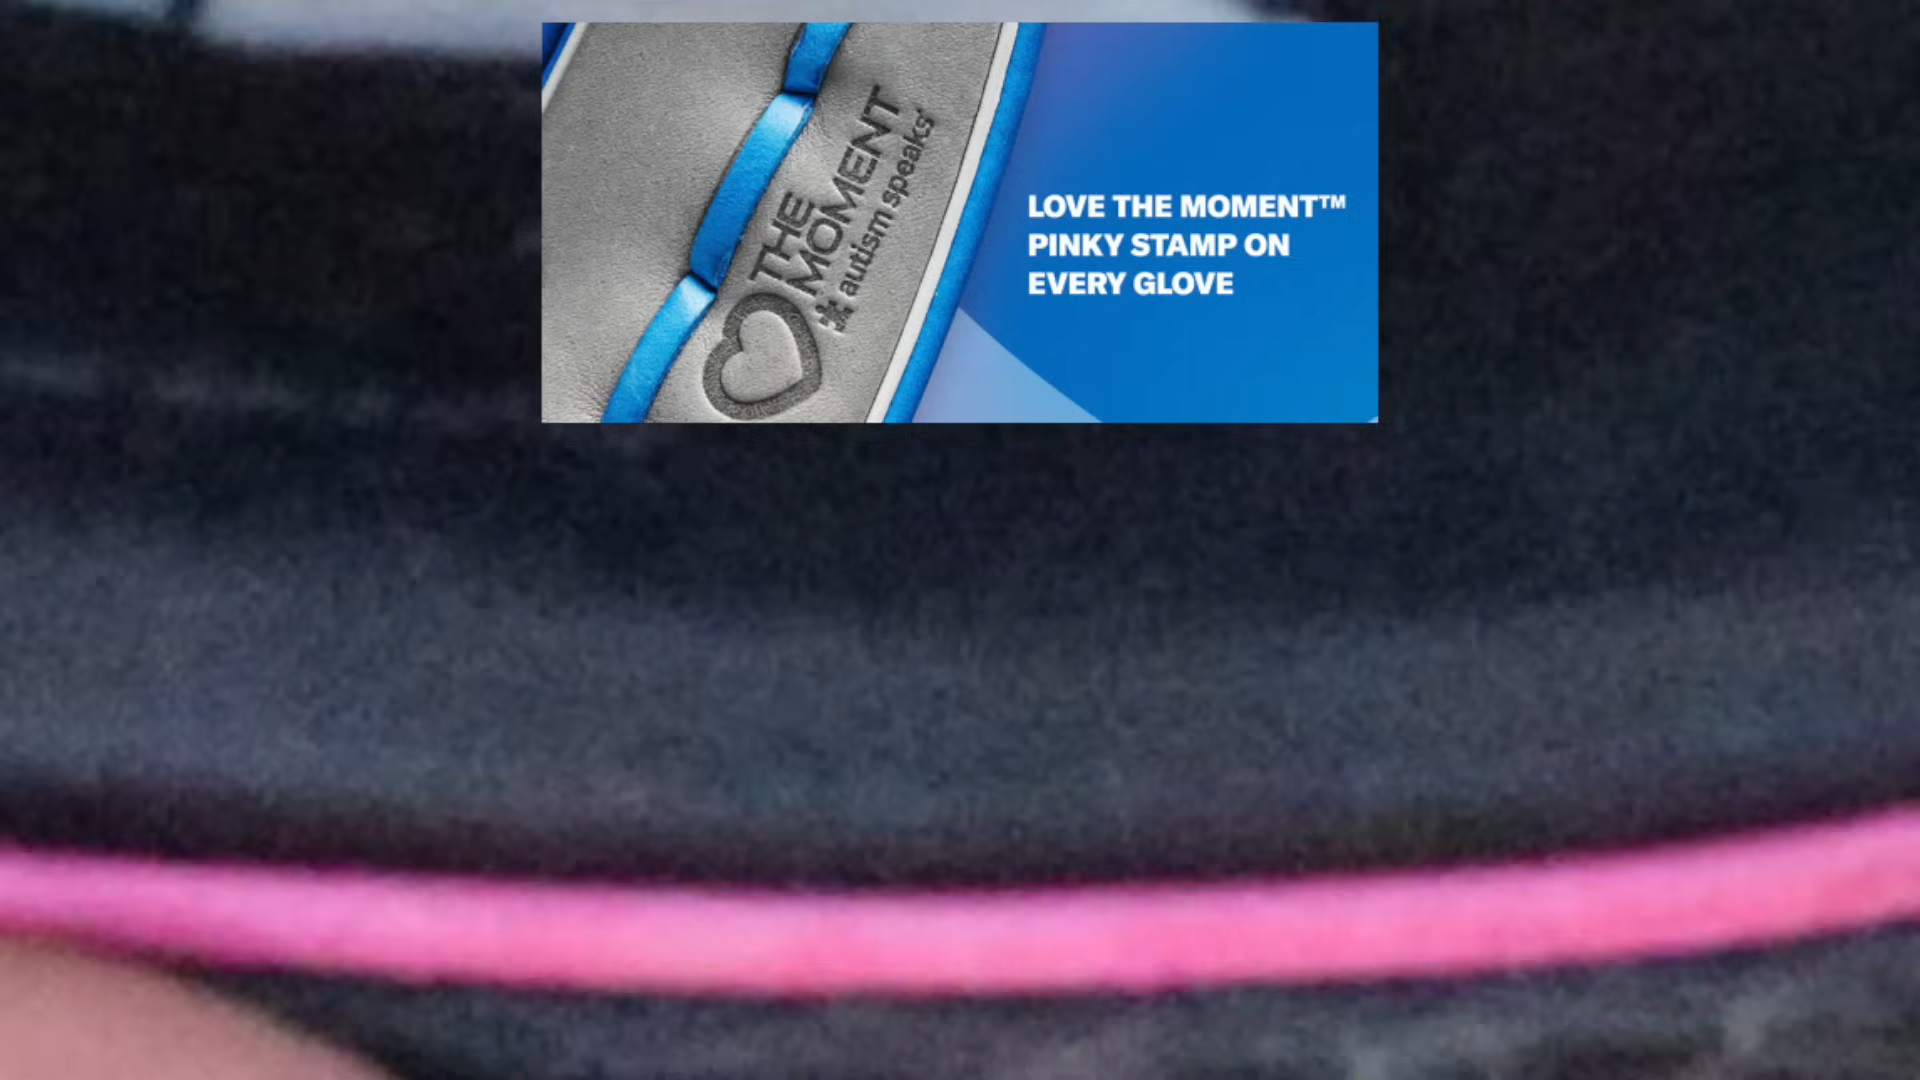 THE
MOMENT
autism speaks
LOVE THE MOMENT™
PINKY STAMP ON
EVERY GLOVE